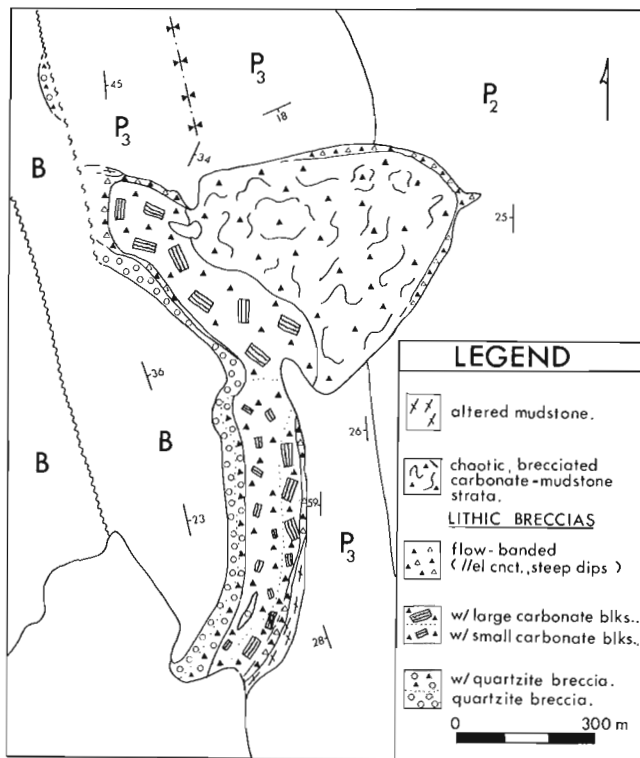 P3
P2
45
18
P3
34
B
25
36
26
B
B
59
23
P3
28
LEGEND
altered mudstone.
chaotic, brecciated
carbonate-mudstone
strata.
LITHIC BRECCIAS
flow-banded
(//el cnct., steep dips)
w/ large carbonate blks..
w/ small carbonate blks..
w/ quartzite breccia.
quartzite breccia.
0 300 m